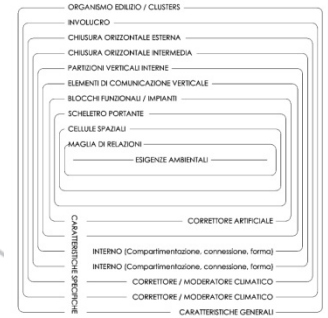 ORGANISMO EDILIZIO / CLUSTERS
INVOLUCRO
CHIUSURA ORIZZONTALE ESTERNA
CHIUSURA ORIZZONTALE INTERMEDIA
PARTIZIONI VERTICALI INTERNE
ELEMENTI DI COMUNICAZIONE VERTICALE
BLOCCHI FUNZIONALI / IMPIANTI
SCHELETRO PORTANTE
CELLULE SPAZIALI
MAGLIA DI RELAZIONI
ESIGENZE AMBIENTALI
CARATTERISTICHE SPECIFICHE
CORRETTORE ARTIFICIALE
INTERNO (Compartimentazione, connessione, forma)
INTERNO (Compartimentazione, connessione, forma)
CORRETTORE / MODERATORE CLIMATICO
CORRETTORE / MODERATORE CLIMATICO
CARATTERISTICHE GENERALI